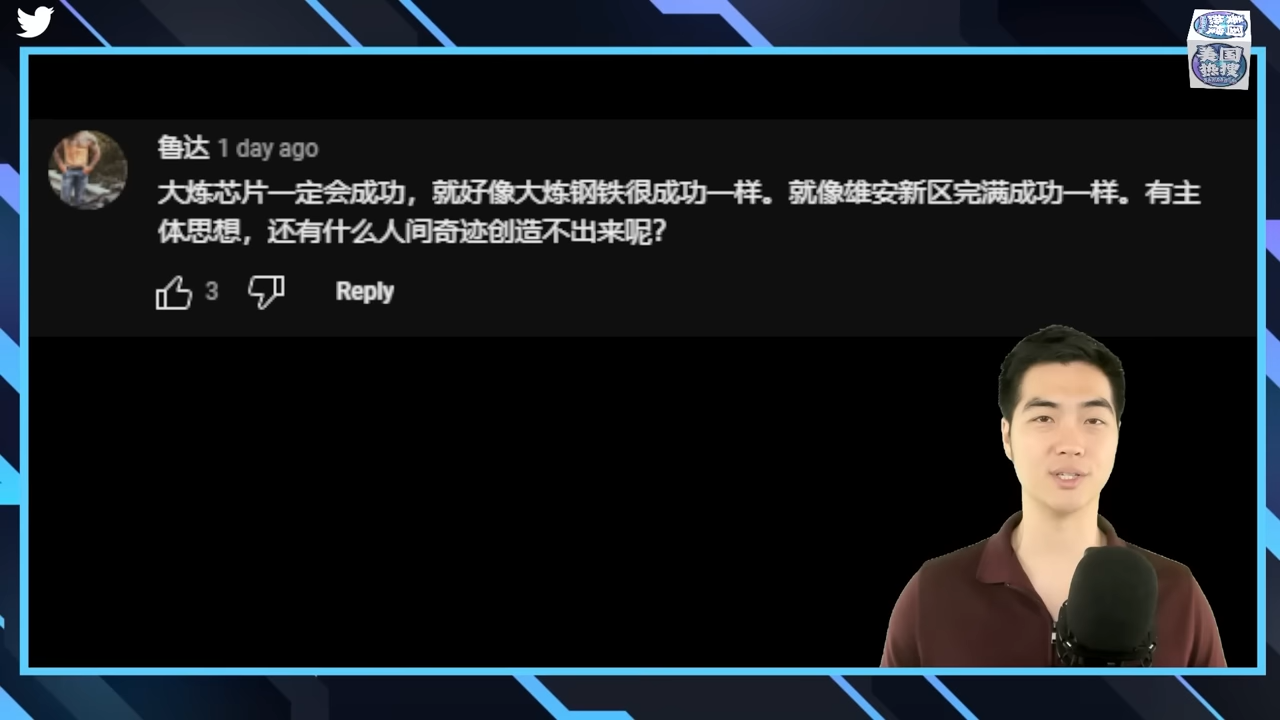 美国
热搜
鲁达 1 day ago
大炼芯片一定会成功，就好像大炼钢铁很成功一样。就像雄安新区完满成功一样。有主
体思想，还有什么人间奇迹创造不出来呢？
3 Reply